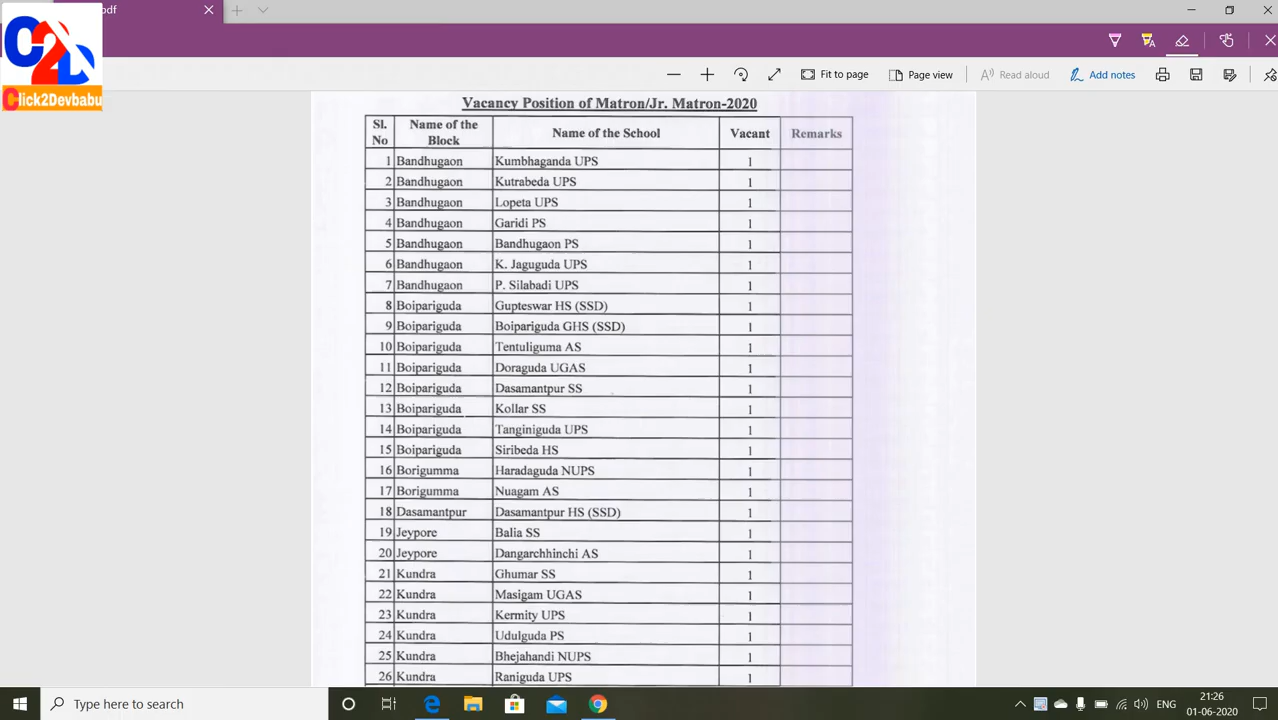 pdf
C2D
Click2Devbabu
Fit to page
Page view
Read aloud
Add notes
Vacancy Position of Matron/Jr. Matron-2020
Sl. No Name of the Block Name of the School Vacant Remarks
1 Bandhugaon Kumbhaganda UPS 1
2 Bandhugaon Kutrabeda UPS 1
3 Bandhugaon Lopeta UPS 1
4 Bandhugaon Garidi PS 1
5 Bandhugaon Bandhugaon PS 1
6 Bandhugaon K. Jaguguda UPS 1
7 Bandhugaon P. Silabadi UPS 1
8 Boipariguda Gupteswar HS (SSD) 1
9 Boipariguda Boipariguda GHS (SSD) 1
10 Boipariguda Tentuliguma AS 1
11 Boipariguda Doraguda UGAS 1
12 Boipariguda Dasamantpur SS 1
13 Boipariguda Kollar SS 1
14 Boipariguda Tanginiguda UPS 1
15 Boipariguda Siribeda HS 1
16 Borigumma Haradaguda NUPS 1
17 Borigumma Nuagam AS 1
18 Dasamantpur Dasamantpur HS (SSD) 1
19 Jeypore Balia SS 1
20 Jeypore Dangarchhinchi AS 1
21 Kundra Ghumar SS 1
22 Kundra Masigam UGAS 1
23 Kundra Kermity UPS 1
24 Kundra Udulguda PS 1
25 Kundra Bhejahandi NUPS 1
26 Kundra Raniguda UPS 1
Type here to search
ENG
21:26
01-06-2020